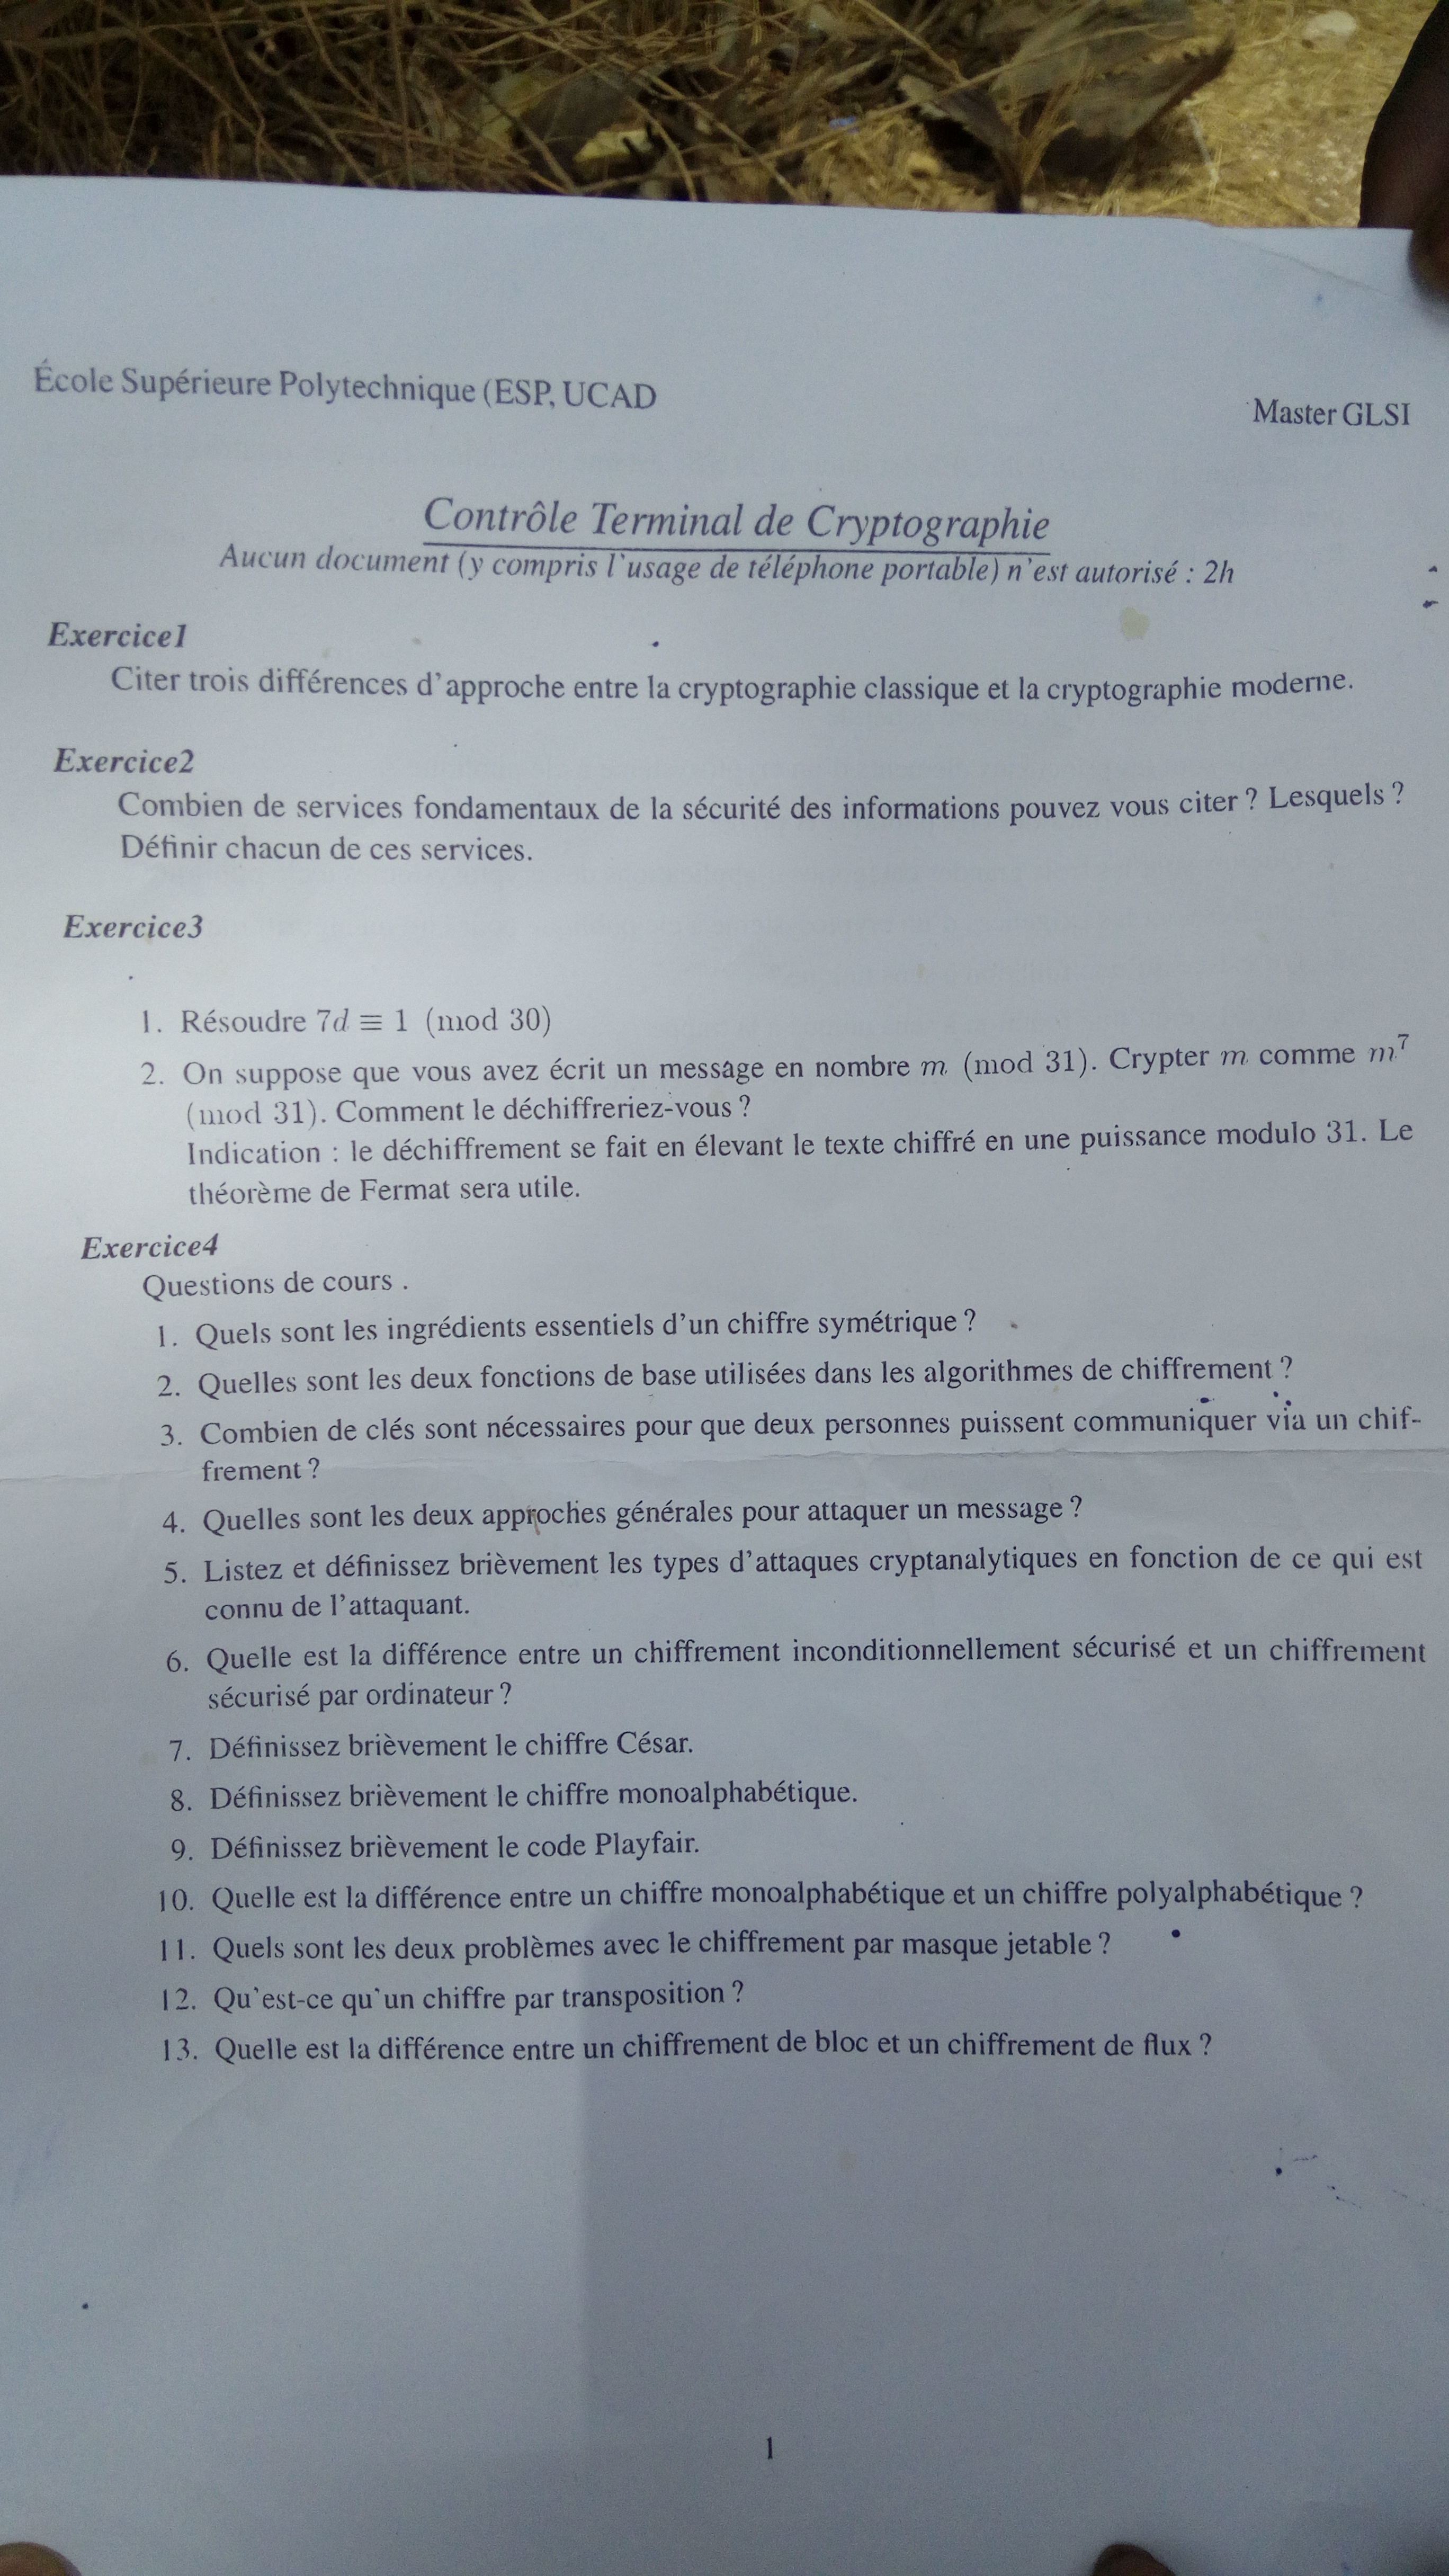 École Supérieure Polytechnique (ESP, UCAD
Master GLSI
Contrôle Terminal de Cryptographie
Aucun document (y compris l'usage de téléphone portable) n'est autorisé : 2h
Exercice1
Citer trois différences d'approche entre la cryptographie classique et la cryptographie moderne.
Exercice2
Combien de services fondamentaux de la sécurité des informations pouvez vous citer ? Lesquels ?
Définir chacun de ces services.
Exercice3
1. Résoudre 7d ≡ 1 (mod 30)
2. On suppose que vous avez écrit un message en nombre m (mod 31). Crypter m comme m⁷
(mod 31). Comment le déchiffreriez-vous ?
Indication : le déchiffrement se fait en élevant le texte chiffré en une puissance modulo 31. Le
théorème de Fermat sera utile.
Exercice4
Questions de cours .
1. Quels sont les ingrédients essentiels d'un chiffre symétrique ?
2. Quelles sont les deux fonctions de base utilisées dans les algorithmes de chiffrement ?
3. Combien de clés sont nécessaires pour que deux personnes puissent communiquer via un chif-
frement ?
4. Quelles sont les deux approches générales pour attaquer un message ?
5. Listez et définissez brièvement les types d'attaques cryptanalytiques en fonction de ce qui est
connu de l'attaquant.
6. Quelle est la différence entre un chiffrement inconditionnellement sécurisé et un chiffrement
sécurisé par ordinateur ?
7. Définissez brièvement le chiffre César.
8. Définissez brièvement le chiffre monoalphabétique.
9. Définissez brièvement le code Playfair.
10. Quelle est la différence entre un chiffre monoalphabétique et un chiffre polyalphabétique ?
11. Quels sont les deux problèmes avec le chiffrement par masque jetable ?
12. Qu'est-ce qu'un chiffre par transposition ?
13. Quelle est la différence entre un chiffrement de bloc et un chiffrement de flux ?
1